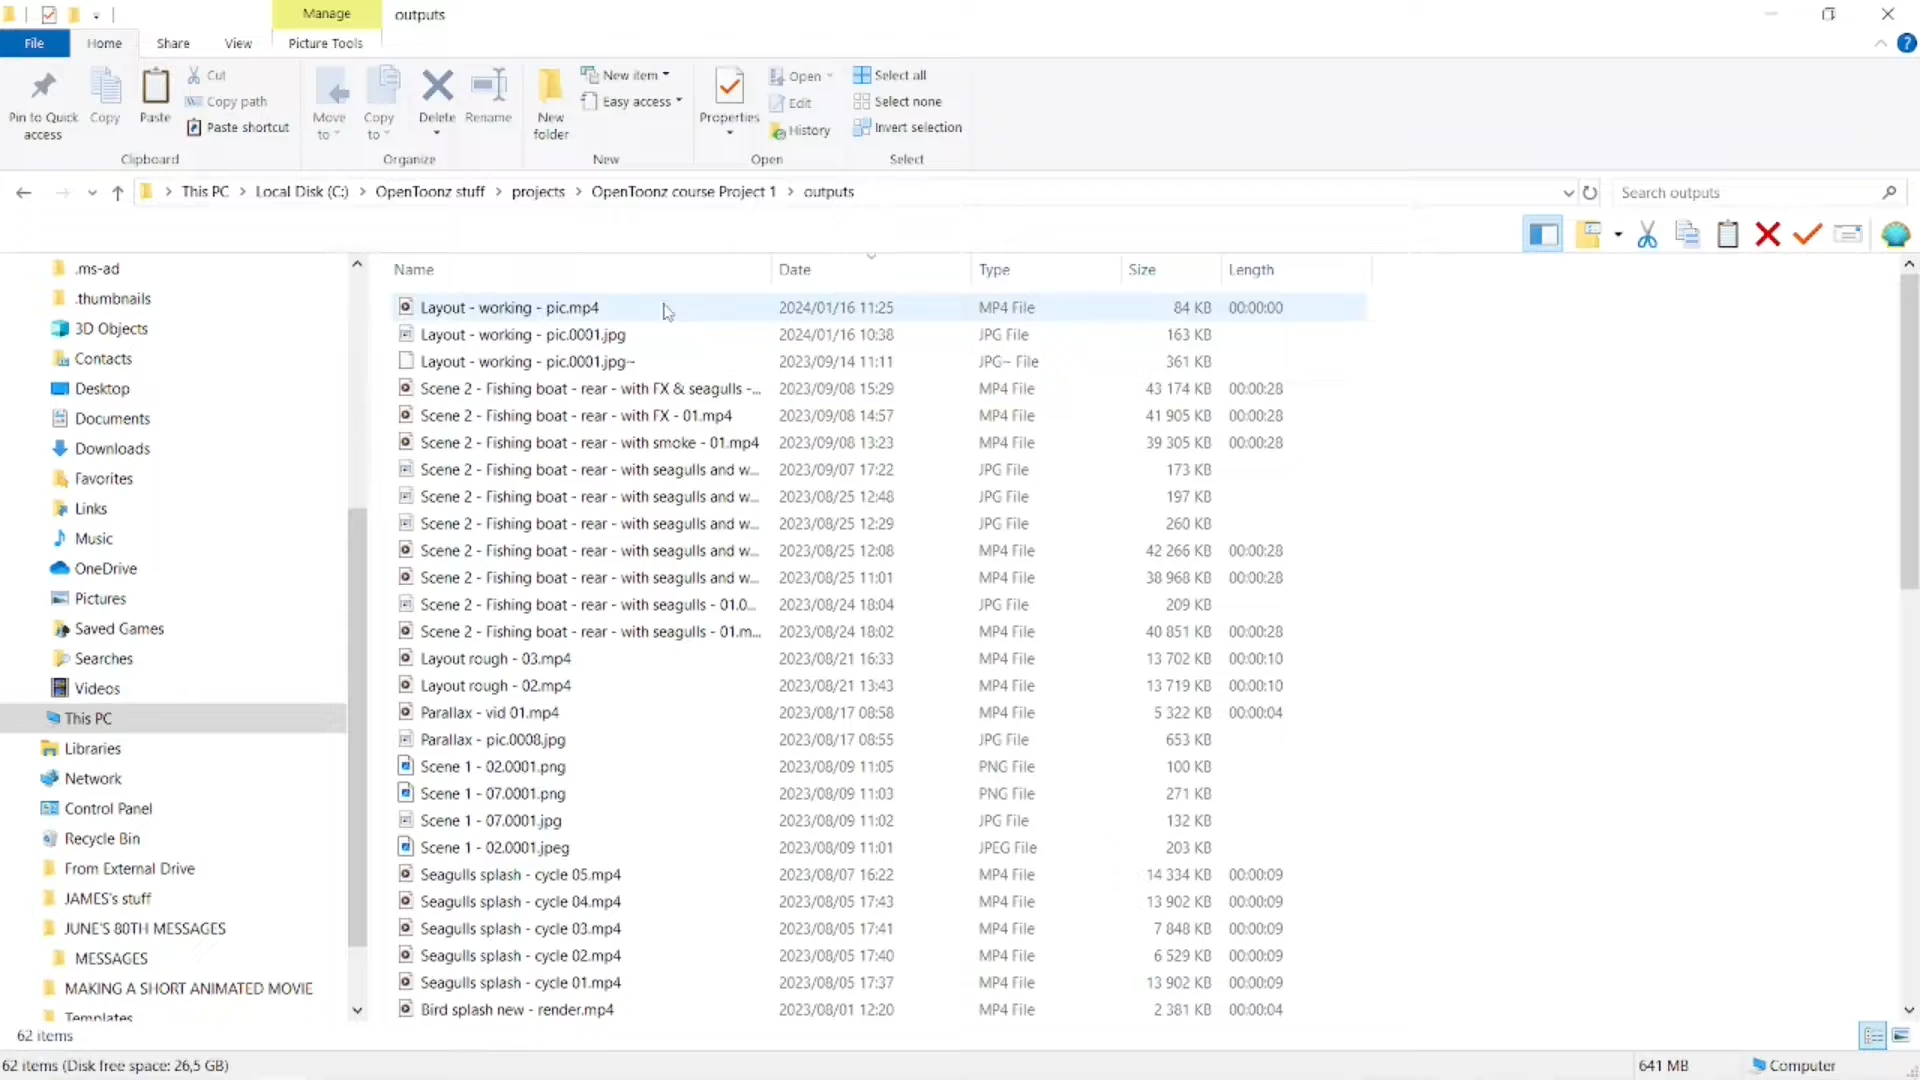 Manage
outputs
File
Home
Share
View
Picture Tools
Pin to Quick access
Copy
Paste
Cut
Copy path
Paste shortcut
Move to
Copy to
Delete
Rename
New folder
New item
Easy access
Properties
Open
Edit
History
Select all
Select none
Invert selection
Clipboard
Organize
New
Open
Select
This PC
Local Disk (C:)
OpenToonz stuff
projects
OpenToonz course Project 1
outputs
Search outputs
.ms-ad
.thumbnails
3D Objects
Contacts
Desktop
Documents
Downloads
Favorites
Links
Music
OneDrive
Pictures
Saved Games
Searches
Videos
This PC
Libraries
Network
Control Panel
Recycle Bin
From External Drive
JAMES's stuff
JUNE'S 80TH MESSAGES
MESSAGES
MAKING A SHORT ANIMATED MOVIE
Templates
Name Date Type Size Length
Layout - working - pic.mp4 2024/01/16 11:25 MP4 File 84 KB 00:00:00
Layout - working - pic.0001.jpg 2024/01/16 10:38 JPG File 163 KB
Layout - working - pic.0001.jpg~ 2023/09/14 11:11 JPG~ File 361 KB
Scene 2 - Fishing boat - rear - with FX & seagulls -... 2023/09/08 15:29 MP4 File 43 174 KB 00:00:28
Scene 2 - Fishing boat - rear - with FX - 01.mp4 2023/09/08 14:57 MP4 File 41 905 KB 00:00:28
Scene 2 - Fishing boat - rear - with smoke - 01.mp4 2023/09/08 13:23 MP4 File 39 305 KB 00:00:28
Scene 2 - Fishing boat - rear - with seagulls and w... 2023/09/07 17:22 JPG File 173 KB
Scene 2 - Fishing boat - rear - with seagulls and w... 2023/08/25 12:48 JPG File 197 KB
Scene 2 - Fishing boat - rear - with seagulls and w... 2023/08/25 12:29 JPG File 260 KB
Scene 2 - Fishing boat - rear - with seagulls and w... 2023/08/25 12:08 MP4 File 42 266 KB 00:00:28
Scene 2 - Fishing boat - rear - with seagulls and w... 2023/08/25 11:01 MP4 File 38 968 KB 00:00:28
Scene 2 - Fishing boat - rear - with seagulls - 01.0... 2023/08/24 18:04 JPG File 209 KB
Scene 2 - Fishing boat - rear - with seagulls - 01.m... 2023/08/24 18:02 MP4 File 40 851 KB 00:00:28
Layout rough - 03.mp4 2023/08/21 16:33 MP4 File 13 702 KB 00:00:10
Layout rough - 02.mp4 2023/08/21 13:43 MP4 File 13 719 KB 00:00:10
Parallax - vid 01.mp4 2023/08/17 08:58 MP4 File 5 322 KB 00:00:04
Parallax - pic.0008.jpg 2023/08/17 08:55 JPG File 653 KB
Scene 1 - 02.0001.png 2023/08/09 11:05 PNG File 100 KB
Scene 1 - 07.0001.png 2023/08/09 11:03 PNG File 271 KB
Scene 1 - 07.0001.jpg 2023/08/09 11:02 JPG File 132 KB
Scene 1 - 02.0001.jpeg 2023/08/09 11:01 JPEG File 203 KB
Seagulls splash - cycle 05.mp4 2023/08/07 16:22 MP4 File 14 334 KB 00:00:09
Seagulls splash - cycle 04.mp4 2023/08/05 17:43 MP4 File 13 902 KB 00:00:09
Seagulls splash - cycle 03.mp4 2023/08/05 17:41 MP4 File 7 848 KB 00:00:09
Seagulls splash - cycle 02.mp4 2023/08/05 17:40 MP4 File 6 529 KB 00:00:09
Seagulls splash - cycle 01.mp4 2023/08/05 17:37 MP4 File 13 902 KB 00:00:09
Bird splash new - render.mp4 2023/08/01 12:20 MP4 File 2 381 KB 00:00:04
62 items
62 items (Disk free space: 26,5 GB)
641 MB
Computer